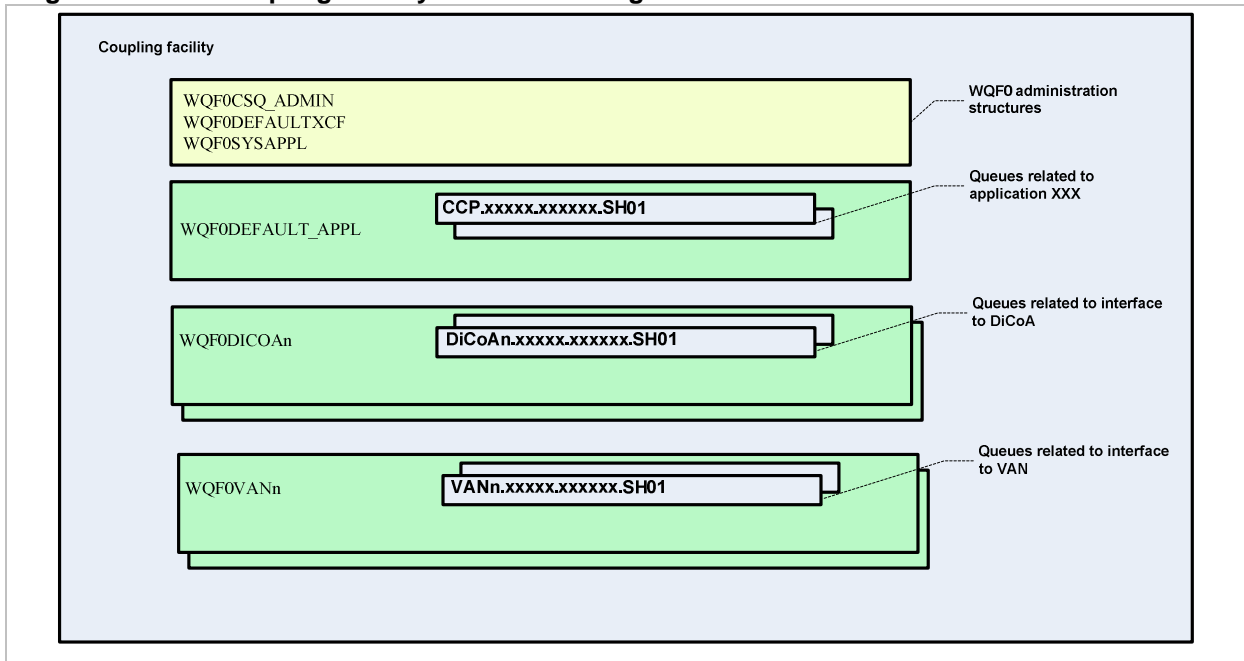 Coupling facility
WQF0CSQ_ADMIN
WQF0DEFAULTXCF
WQF0SYSAPPL
WQF0 administration
structures
Queues related to
application XXX
CCP.xxxxx.xxxxxx.SH01
WQF0DEFAULT_APPL
Queues related to interface
to DiCoA
WQF0DICOAn
DiCoAn.xxxxx.xxxxxx.SH01
Queues related to interface
to VAN
WQF0VANn
VANn.xxxxx.xxxxxx.SH01